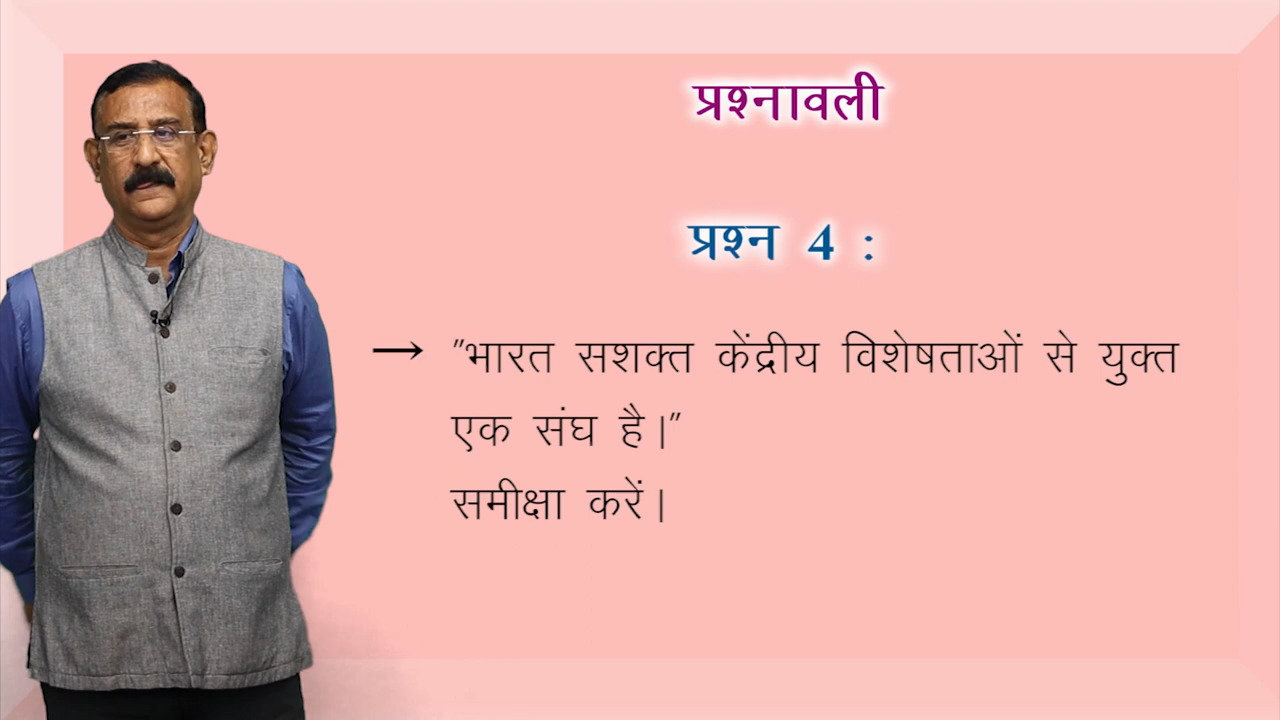 प्रश्नावली
प्रश्न 4 :
→ "भारत सशक्त केंद्रीय विशेषताओं से युक्त
एक संघ है।"
समीक्षा करें।